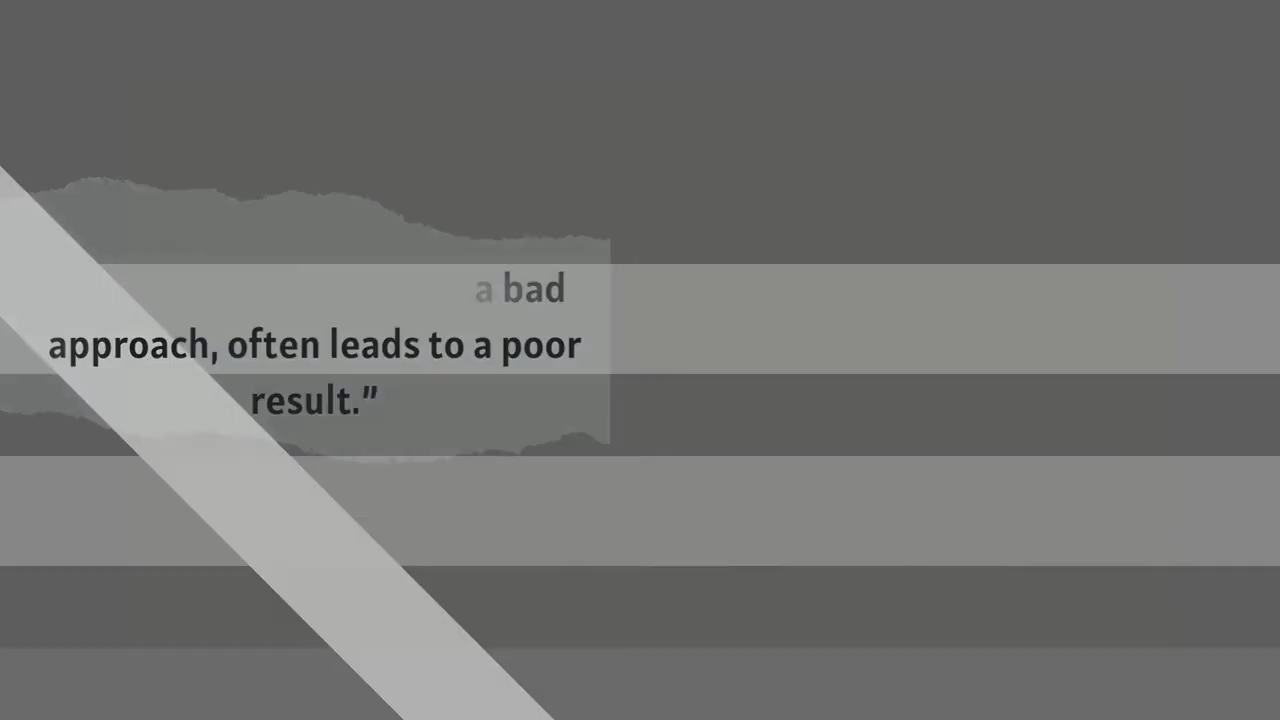 a bad
approach, often leads to a poor
result.”